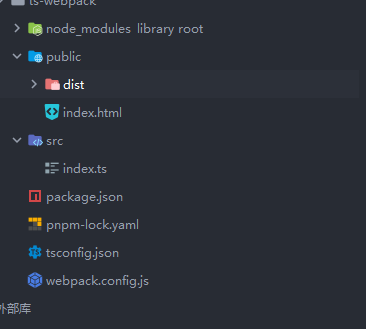 ts-webpack
node_modules library root
public
dist
index.html
src
index.ts
package.json
pnpm-lock.yaml
tsconfig.json
webpack.config.js
外部库